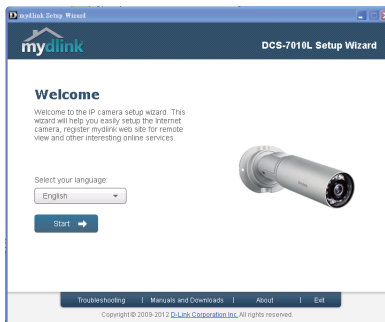 mydlink Setup Wizard
mydlink
DCS-7010L Setup Wizard
Welcome
Welcome to the IP camera setup wizard. This
wizard will help you easily setup the Internet
camera, register mydlink web site for remote
view and other interesting online services.
Select your language:
English
Start
Troubleshooting | Manuals and Downloads | About | Exit
Copyright © 2009-2012 D-Link Corporation Inc. All rights reserved.